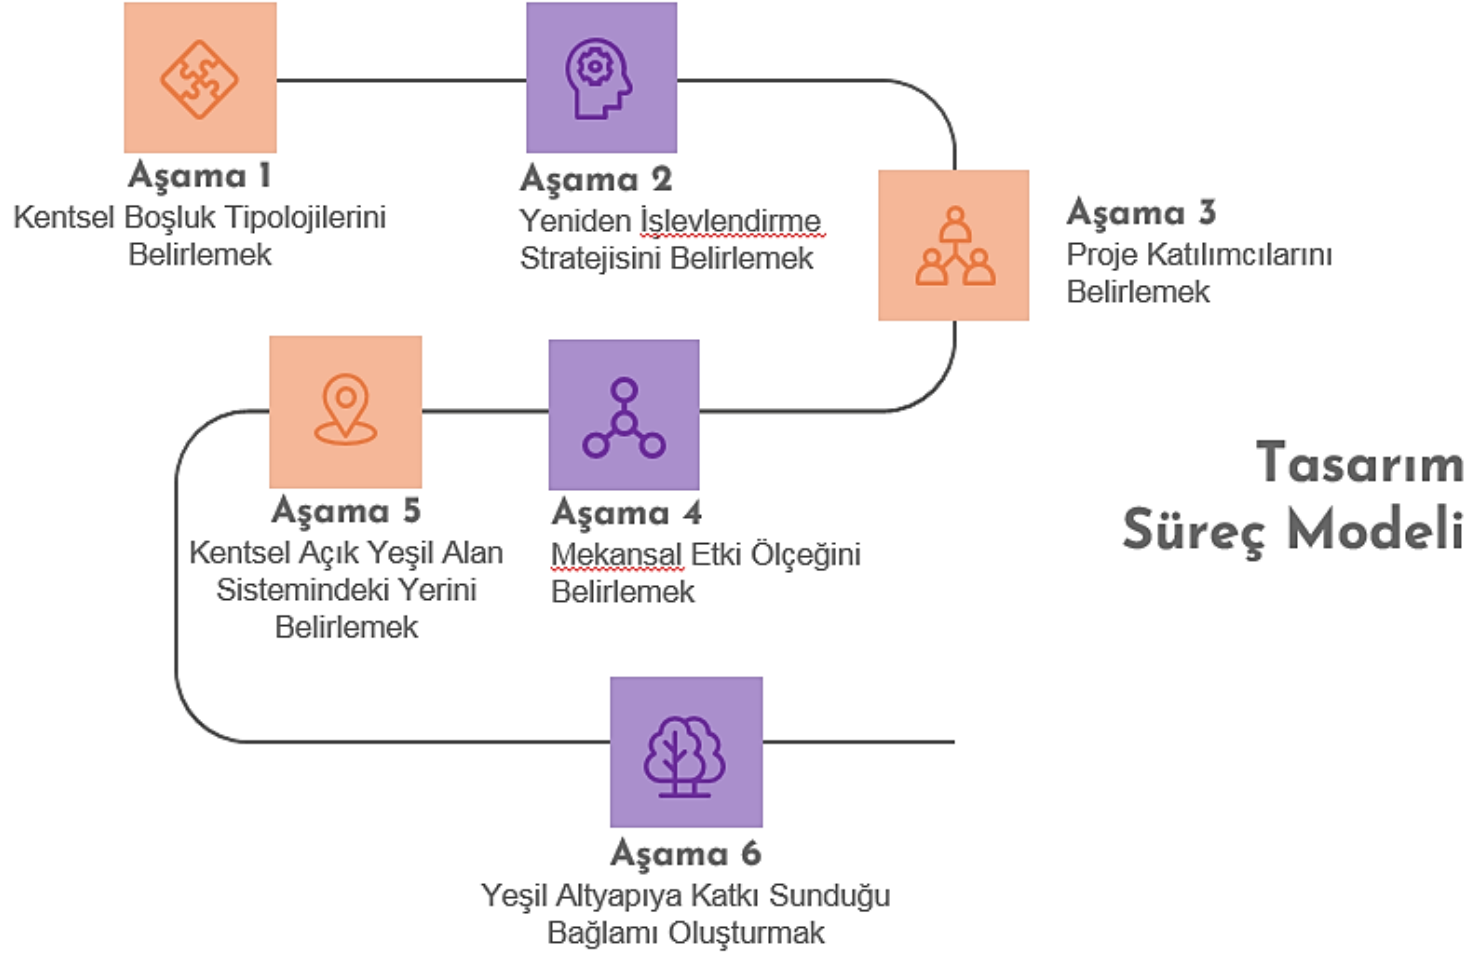 Aşama 1
Kentsel Boşluk Tipolojilerini
Belirlemek
Aşama 2
Yeniden İşlevlendirme
Stratejisini Belirlemek
Aşama 3
Proje Katılımcılarını
Belirlemek
Aşama 4
Mekansal Etki Ölçeğini
Belirlemek
Aşama 5
Kentsel Açık Yeşil Alan
Sistemindeki Yerini
Belirlemek
Aşama 6
Yeşil Altyapıya Katkı Sunduğu
Bağlamı Oluşturmak
Tasarım
Süreç Modeli